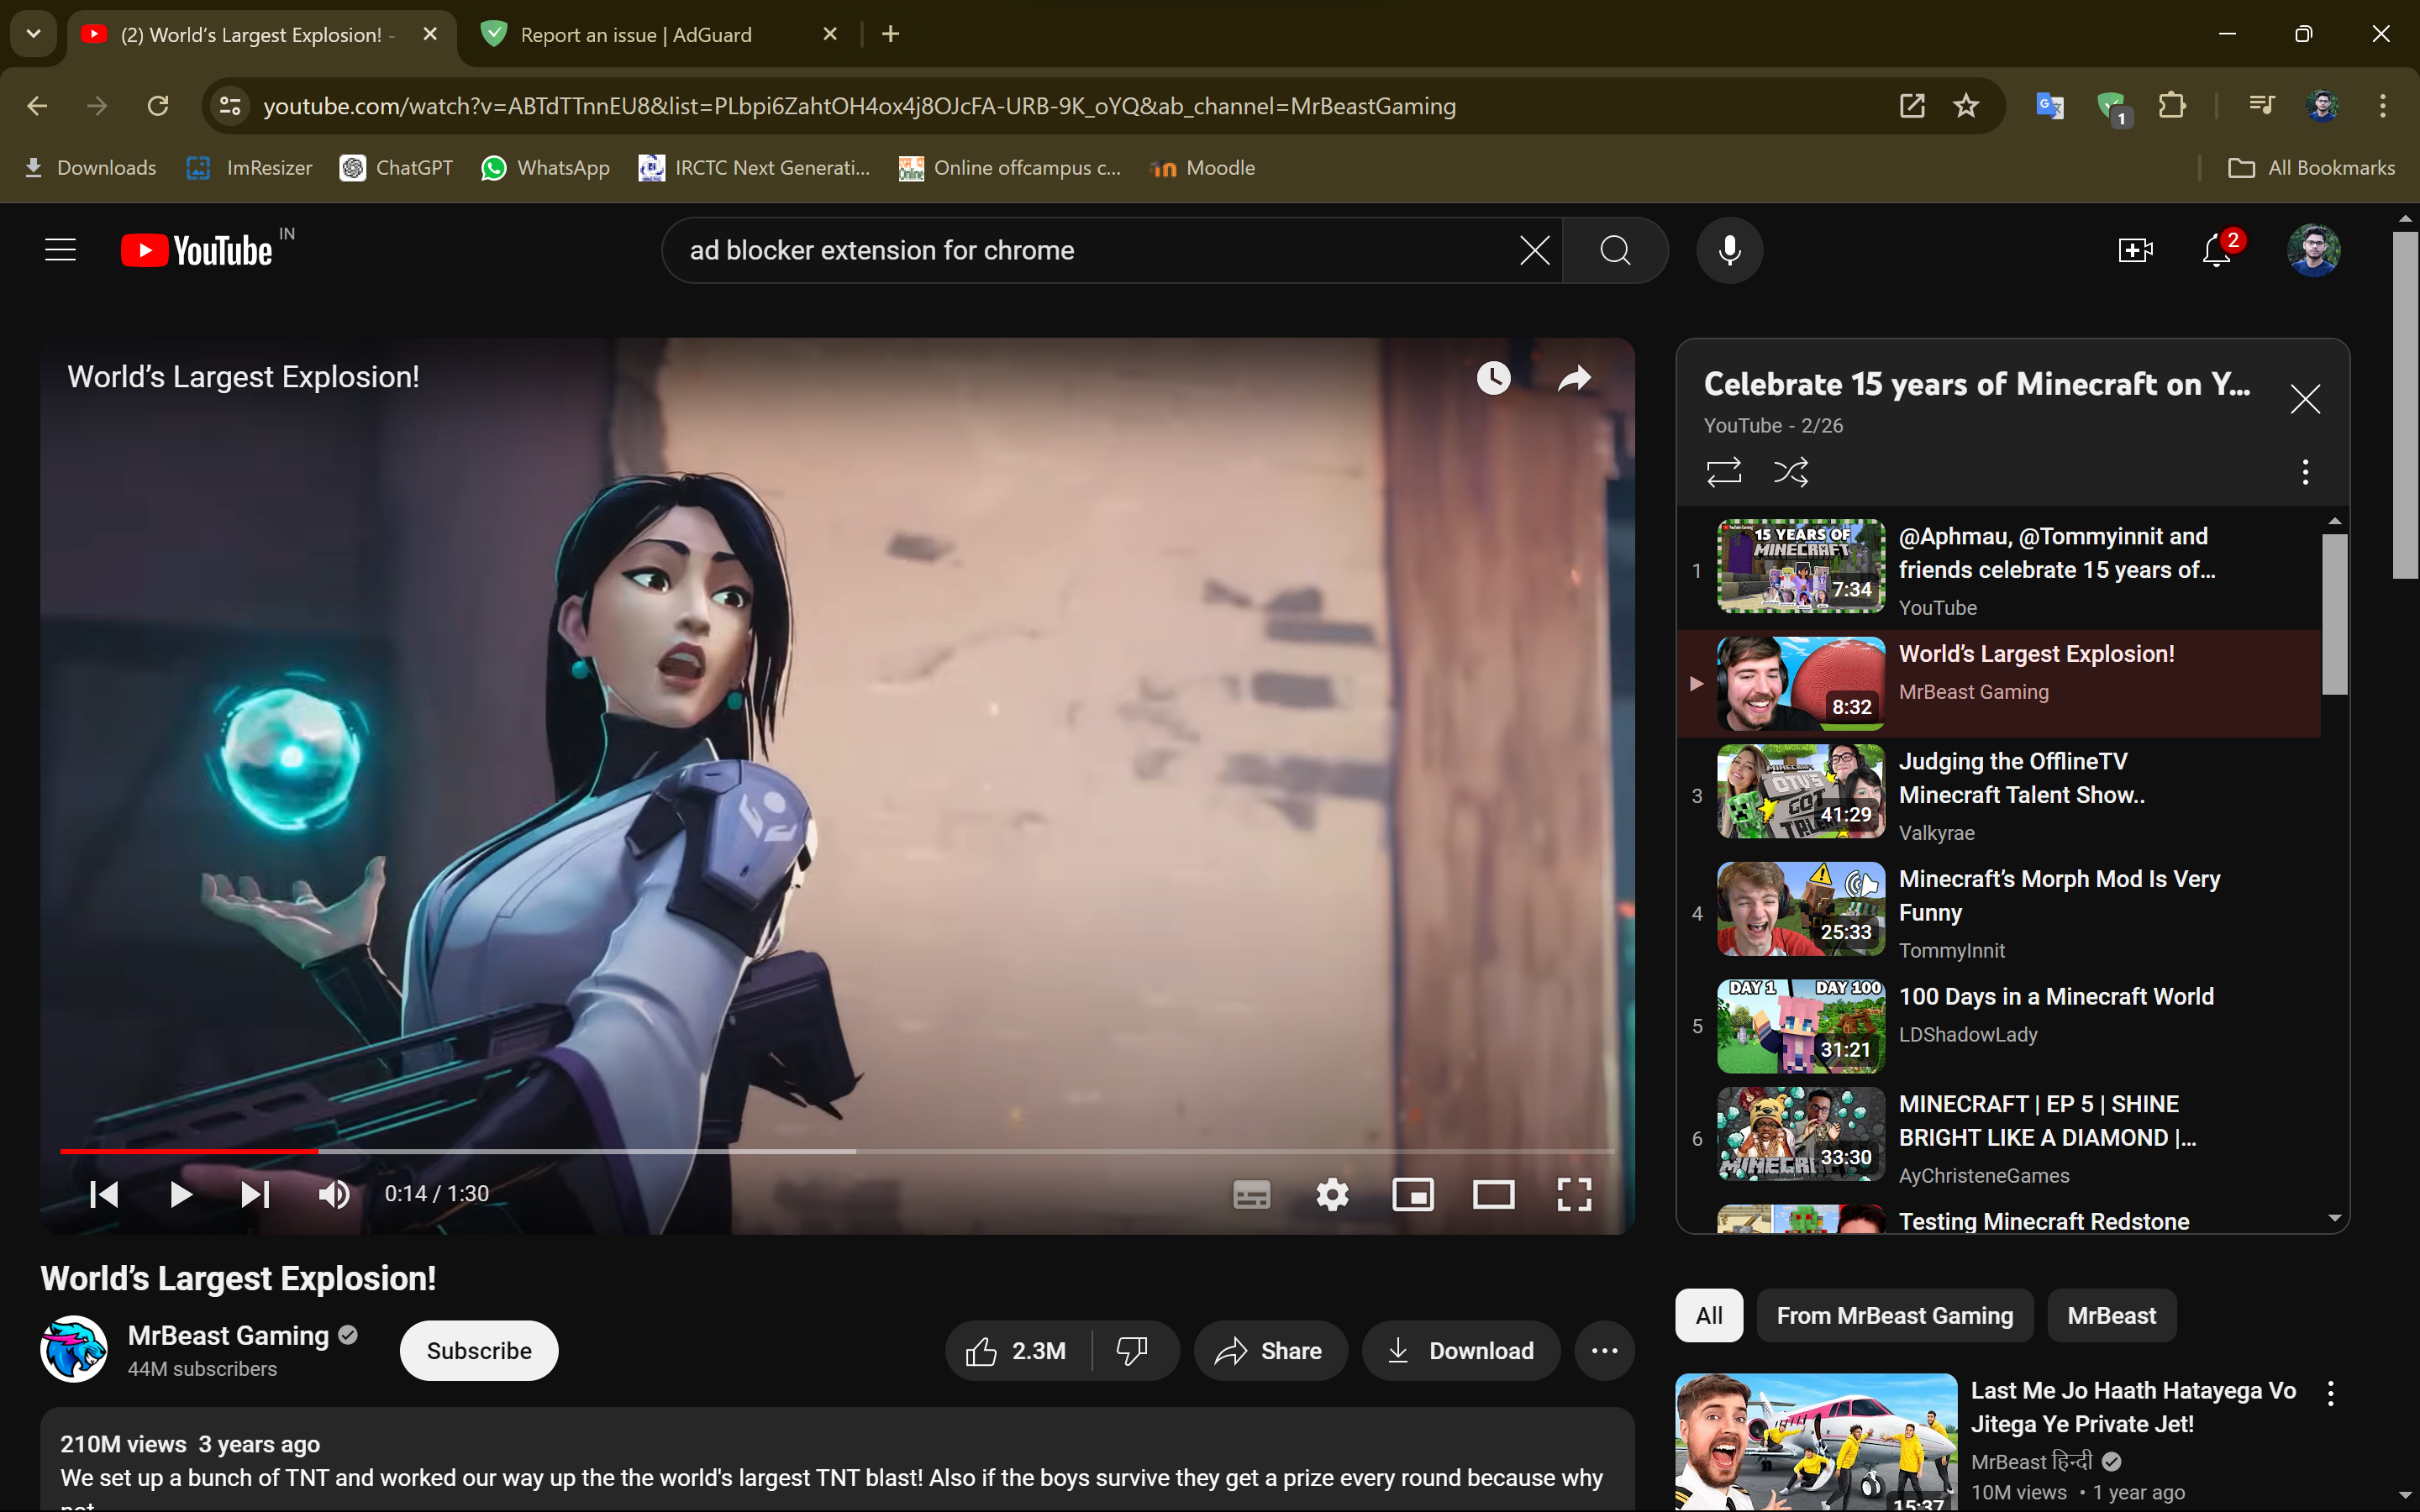 (2) World's Largest Explosion! -
Report an issue | AdGuard
youtube.com/watch?v=ABTdTTnnEU8&list=PLbpi6ZahtOH4ox4j8OJcFA-URB-9K_oYQ&ab_channel=MrBeastGaming
1
Downloads
ImResizer
ChatGPT
WhatsApp
IRCTC Next Generati...
Online offcampus c...
Moodle
All Bookmarks
YouTube IN
ad blocker extension for chrome
2
World's Largest Explosion!
0:14 / 1:30
Celebrate 15 years of Minecraft on Y...
YouTube - 2/26
1
15 YEARS OF
MINECRAFT
7:34
@Aphmau, @Tommyinnit and
friends celebrate 15 years of...
YouTube
8:32
World's Largest Explosion!
MrBeast Gaming
3
MINECRAFT
OTV'S
GOT
TALENT
41:29
Judging the OfflineTV
Minecraft Talent Show..
Valkyrae
4
25:33
Minecraft's Morph Mod Is Very
Funny
TommyInnit
5
DAY 1 DAY 100
31:21
100 Days in a Minecraft World
LDShadowLady
6
33:30
MINECRAFT | EP 5 | SHINE
BRIGHT LIKE A DIAMOND |...
AyChristeneGames
Testing Minecraft Redstone
World's Largest Explosion!
MrBeast Gaming
44M subscribers
Subscribe
2.3M
Share
Download
210M views 3 years ago
We set up a bunch of TNT and worked our way up the the world's largest TNT blast! Also if the boys survive they get a prize every round because why
not
All
From MrBeast Gaming
MrBeast
15:37
Last Me Jo Haath Hatayega Vo
Jitega Ye Private Jet!
MrBeast हिन्दी
10M views • 1 year ago